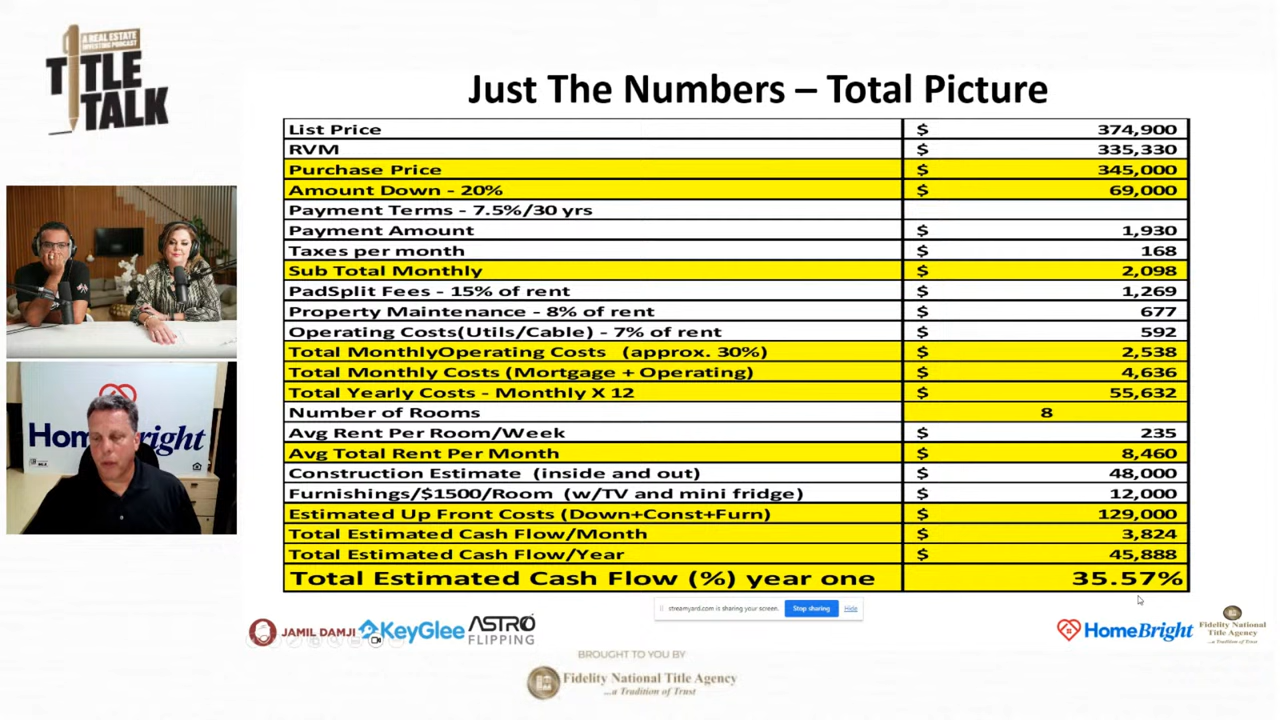 A REAL ESTATE
INVESTING PODCAST
TITLE
TALK
Just The Numbers – Total Picture
List Price $ 374,900
RVM $ 335,330
Purchase Price $ 345,000
Amount Down - 20% $ 69,000
Payment Terms - 7.5%/30 yrs
Payment Amount $ 1,930
Taxes per month $ 168
Sub Total Monthly $ 2,098
PadSplit Fees - 15% of rent $ 1,269
Property Maintenance - 8% of rent $ 677
Operating Costs(Utils/Cable) - 7% of rent $ 592
Total MonthlyOperating Costs (approx. 30%) $ 2,538
Total Monthly Costs (Mortgage + Operating) $ 4,636
Total Yearly Costs - Monthly X 12 $ 55,632
Number of Rooms 8
Avg Rent Per Room/Week $ 235
Avg Total Rent Per Month $ 8,460
Construction Estimate (inside and out) $ 48,000
Furnishings/$1500/Room (w/TV and mini fridge) $ 12,000
Estimated Up Front Costs (Down+Const+Furn) $ 129,000
Total Estimated Cash Flow/Month $ 3,824
Total Estimated Cash Flow/Year $ 45,888
Total Estimated Cash Flow (%) year one 35.57%
streamyard.com is sharing your screen. Stop sharing Hide
JAMIL DAMJI KeyGlee ASTRO
FLIPPING
HomeBright Fidelity National
Title Agency
...a Tradition of Trust
BROUGHT TO YOU BY
Fidelity National Title Agency
...a Tradition of Trust